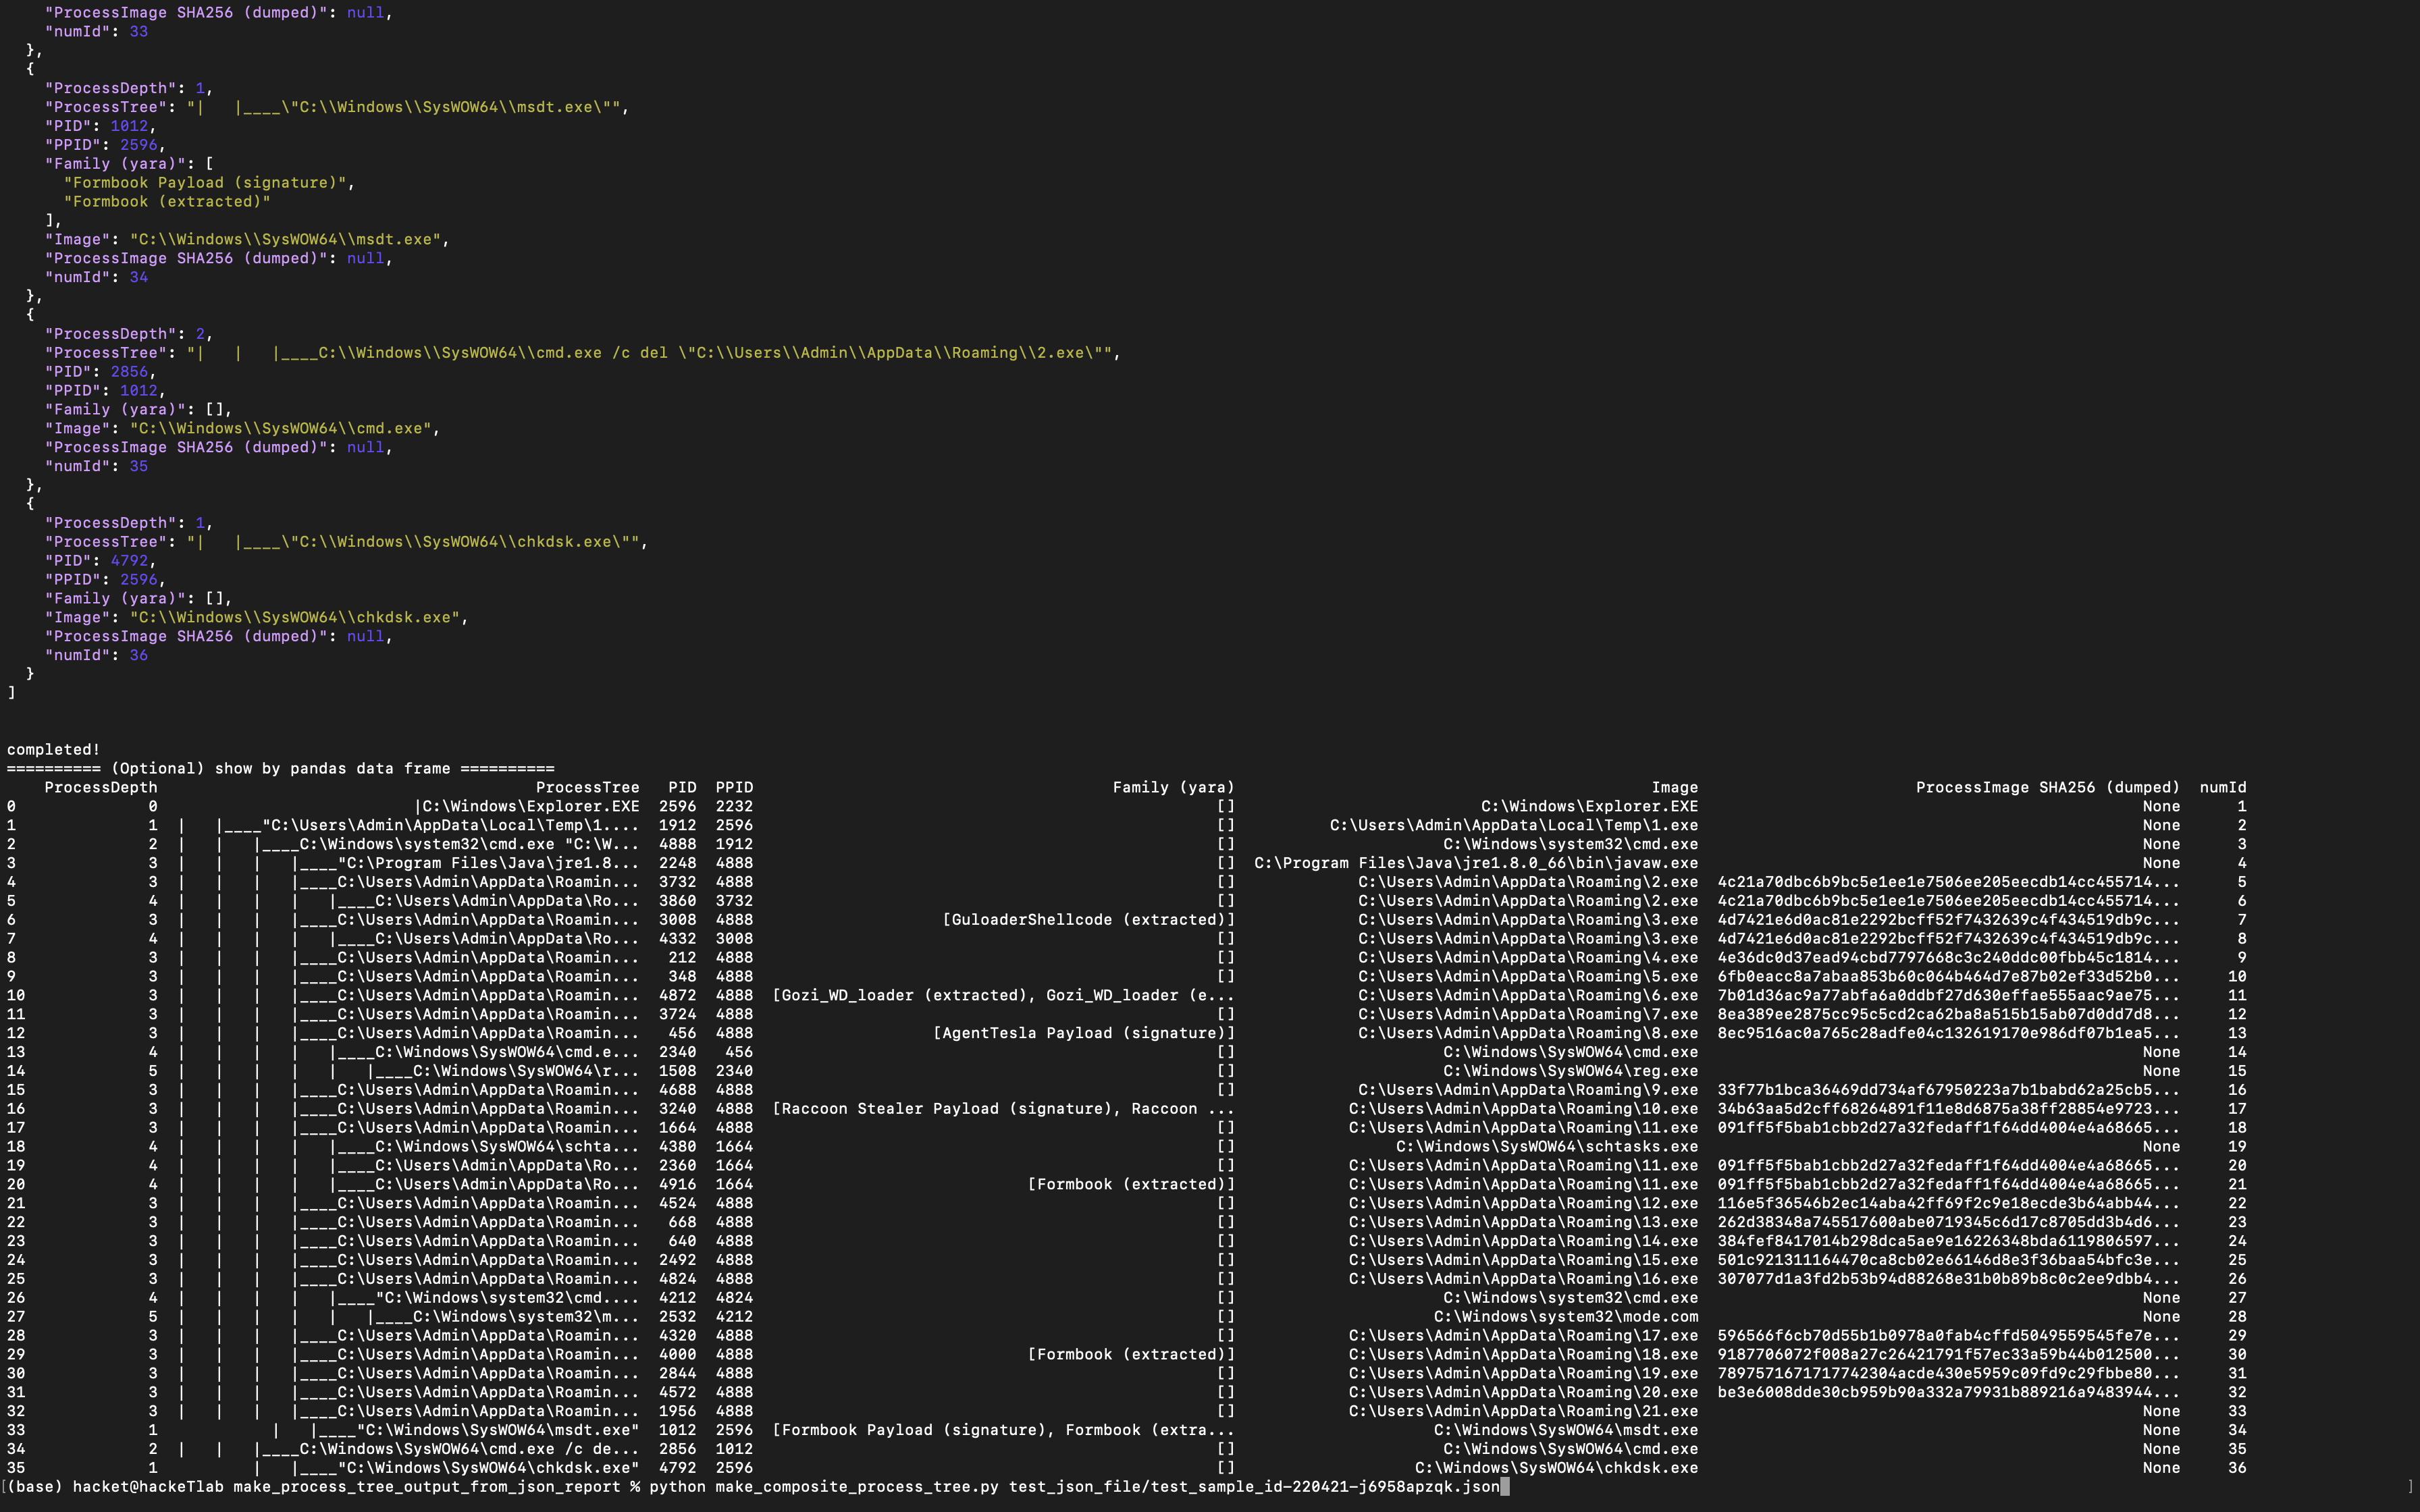 "ProcessImage SHA256 (dumped)": null,
    "numId": 33
  },
  {
    "ProcessDepth": 1,
    "ProcessTree": "|   |____\"C:\\Windows\\SysWOW64\\msdt.exe\"",
    "PID": 1012,
    "PPID": 2596,
    "Family (yara)": [
      "Formbook Payload (signature)",
      "Formbook (extracted)"
    ],
    "Image": "C:\\Windows\\SysWOW64\\msdt.exe",
    "ProcessImage SHA256 (dumped)": null,
    "numId": 34
  },
  {
    "ProcessDepth": 2,
    "ProcessTree": "|   |   |____C:\\Windows\\SysWOW64\\cmd.exe /c del \"C:\\Users\\Admin\\AppData\\Roaming\\2.exe\"",
    "PID": 2856,
    "PPID": 1012,
    "Family (yara)": [],
    "Image": "C:\\Windows\\SysWOW64\\cmd.exe",
    "ProcessImage SHA256 (dumped)": null,
    "numId": 35
  },
  {
    "ProcessDepth": 1,
    "ProcessTree": "|   |____\"C:\\Windows\\SysWOW64\\chkdsk.exe\"",
    "PID": 4792,
    "PPID": 2596,
    "Family (yara)": [],
    "Image": "C:\\Windows\\SysWOW64\\chkdsk.exe",
    "ProcessImage SHA256 (dumped)": null,
    "numId": 36
  }
]
completed!
========== (Optional) show by pandas data frame ==========
ProcessDepth ProcessTree PID PPID Family (yara) Image ProcessImage SHA256 (dumped) numId
0 0 |C:\Windows\Explorer.EXE 2596 2232 [] C:\Windows\Explorer.EXE None 1
1 1 | |____"C:\Users\Admin\AppData\Local\Temp\1.... 1912 2596 [] C:\Users\Admin\AppData\Local\Temp\1.exe None 2
2 2 | | |____C:\Windows\system32\cmd.exe "C:\W... 4888 1912 [] C:\Windows\system32\cmd.exe None 3
3 3 | | | |____"C:\Program Files\Java\jre1.8... 2248 4888 [] C:\Program Files\Java\jre1.8.0_66\bin\javaw.exe None 4
4 3 | | | |____C:\Users\Admin\AppData\Roamin... 3732 4888 [] C:\Users\Admin\AppData\Roaming\2.exe 4c21a70dbc6b9bc5e1ee1e7506ee205eecdb14cc455714... 5
5 4 | | | | |____C:\Users\Admin\AppData\Ro... 3860 3732 [] C:\Users\Admin\AppData\Roaming\2.exe 4c21a70dbc6b9bc5e1ee1e7506ee205eecdb14cc455714... 6
6 3 | | | |____C:\Users\Admin\AppData\Roamin... 3008 4888 [GuloaderShellcode (extracted)] C:\Users\Admin\AppData\Roaming\3.exe 4d7421e6d0ac81e2292bcff52f7432639c4f434519db9c... 7
7 4 | | | | |____C:\Users\Admin\AppData\Ro... 4332 3008 [] C:\Users\Admin\AppData\Roaming\3.exe 4d7421e6d0ac81e2292bcff52f7432639c4f434519db9c... 8
8 3 | | | |____C:\Users\Admin\AppData\Roamin... 212 4888 [] C:\Users\Admin\AppData\Roaming\4.exe 4e36dc0d37ead94cbd7797668c3c240ddc00fbb45c1814... 9
9 3 | | | |____C:\Users\Admin\AppData\Roamin... 348 4888 [] C:\Users\Admin\AppData\Roaming\5.exe 6fb0eacc8a7abaa853b60c064b464d7e87b02ef33d52b0... 10
10 3 | | | |____C:\Users\Admin\AppData\Roamin... 4872 4888 [Gozi_WD_loader (extracted), Gozi_WD_loader (e... C:\Users\Admin\AppData\Roaming\6.exe 7b01d36ac9a77abfa6a0ddbf27d630effae555aac9ae75... 11
11 3 | | | |____C:\Users\Admin\AppData\Roamin... 3724 4888 [] C:\Users\Admin\AppData\Roaming\7.exe 8ea389ee2875cc95c5cd2ca62ba8a515b15ab07d0dd7d8... 12
12 3 | | | |____C:\Users\Admin\AppData\Roamin... 456 4888 [AgentTesla Payload (signature)] C:\Users\Admin\AppData\Roaming\8.exe 8ec9516ac0a765c28adfe04c132619170e986df07b1ea5... 13
13 4 | | | | |____C:\Windows\SysWOW64\cmd.e... 2340 456 [] C:\Windows\SysWOW64\cmd.exe None 14
14 5 | | | | | |____C:\Windows\SysWOW64\r... 1508 2340 [] C:\Windows\SysWOW64\reg.exe None 15
15 3 | | | |____C:\Users\Admin\AppData\Roamin... 4688 4888 [] C:\Users\Admin\AppData\Roaming\9.exe 33f77b1bca36469dd734af67950223a7b1babd62a25cb5... 16
16 3 | | | |____C:\Users\Admin\AppData\Roamin... 3240 4888 [Raccoon Stealer Payload (signature), Raccoon ... C:\Users\Admin\AppData\Roaming\10.exe 34b63aa5d2cff68264891f11e8d6875a38ff28854e9723... 17
17 3 | | | |____C:\Users\Admin\AppData\Roamin... 1664 4888 [] C:\Users\Admin\AppData\Roaming\11.exe 091ff5f5bab1cbb2d27a32fedaff1f64dd4004e4a68665... 18
18 4 | | | | |____C:\Windows\SysWOW64\schta... 4380 1664 [] C:\Windows\SysWOW64\schtasks.exe None 19
19 4 | | | | |____C:\Users\Admin\AppData\Ro... 2360 1664 [] C:\Users\Admin\AppData\Roaming\11.exe 091ff5f5bab1cbb2d27a32fedaff1f64dd4004e4a68665... 20
20 4 | | | | |____C:\Users\Admin\AppData\Ro... 4916 1664 [Formbook (extracted)] C:\Users\Admin\AppData\Roaming\11.exe 091ff5f5bab1cbb2d27a32fedaff1f64dd4004e4a68665... 21
21 3 | | | |____C:\Users\Admin\AppData\Roamin... 4524 4888 [] C:\Users\Admin\AppData\Roaming\12.exe 116e5f36546b2ec14aba42ff69f2c9e18ecde3b64abb44... 22
22 3 | | | |____C:\Users\Admin\AppData\Roamin... 668 4888 [] C:\Users\Admin\AppData\Roaming\13.exe 262d38348a745517600abe0719345c6d17c8705dd3b4d6... 23
23 3 | | | |____C:\Users\Admin\AppData\Roamin... 640 4888 [] C:\Users\Admin\AppData\Roaming\14.exe 384fef8417014b298dca5ae9e16226348bda6119806597... 24
24 3 | | | |____C:\Users\Admin\AppData\Roamin... 2492 4888 [] C:\Users\Admin\AppData\Roaming\15.exe 501c921311164470ca8cb02e66146d8e3f36baa54bfc3e... 25
25 3 | | | |____C:\Users\Admin\AppData\Roamin... 4824 4888 [] C:\Users\Admin\AppData\Roaming\16.exe 307077d1a3fd2b53b94d88268e31b0b89b8c0c2ee9dbb4... 26
26 4 | | | | |____"C:\Windows\system32\cmd.... 4212 4824 [] C:\Windows\system32\cmd.exe None 27
27 5 | | | | | |____C:\Windows\system32\m... 2532 4212 [] C:\Windows\system32\mode.com None 28
28 3 | | | |____C:\Users\Admin\AppData\Roamin... 4320 4888 [] C:\Users\Admin\AppData\Roaming\17.exe 596566f6cb70d55b1b0978a0fab4cffd5049559545fe7e... 29
29 3 | | | |____C:\Users\Admin\AppData\Roamin... 4000 4888 [Formbook (extracted)] C:\Users\Admin\AppData\Roaming\18.exe 9187706072f008a27c26421791f57ec33a59b44b012500... 30
30 3 | | | |____C:\Users\Admin\AppData\Roamin... 2844 4888 [] C:\Users\Admin\AppData\Roaming\19.exe 7897571671717742304acde430e5959c09fd9c29fbbe80... 31
31 3 | | | |____C:\Users\Admin\AppData\Roamin... 4572 4888 [] C:\Users\Admin\AppData\Roaming\20.exe be3e6008dde30cb959b90a332a79931b889216a9483944... 32
32 3 | | | |____C:\Users\Admin\AppData\Roamin... 1956 4888 [] C:\Users\Admin\AppData\Roaming\21.exe None 33
33 1 | |____"C:\Windows\SysWOW64\msdt.exe" 1012 2596 [Formbook Payload (signature), Formbook (extra... C:\Windows\SysWOW64\msdt.exe None 34
34 2 | | |____C:\Windows\SysWOW64\cmd.exe /c de... 2856 1012 [] C:\Windows\SysWOW64\cmd.exe None 35
35 1 | |____"C:\Windows\SysWOW64\chkdsk.exe" 4792 2596 [] C:\Windows\SysWOW64\chkdsk.exe None 36
[(base) hacket@hackeTlab make_process_tree_output_from_json_report % python make_composite_process_tree.py test_json_file/test_sample_id-220421-j6958apzqk.json ]